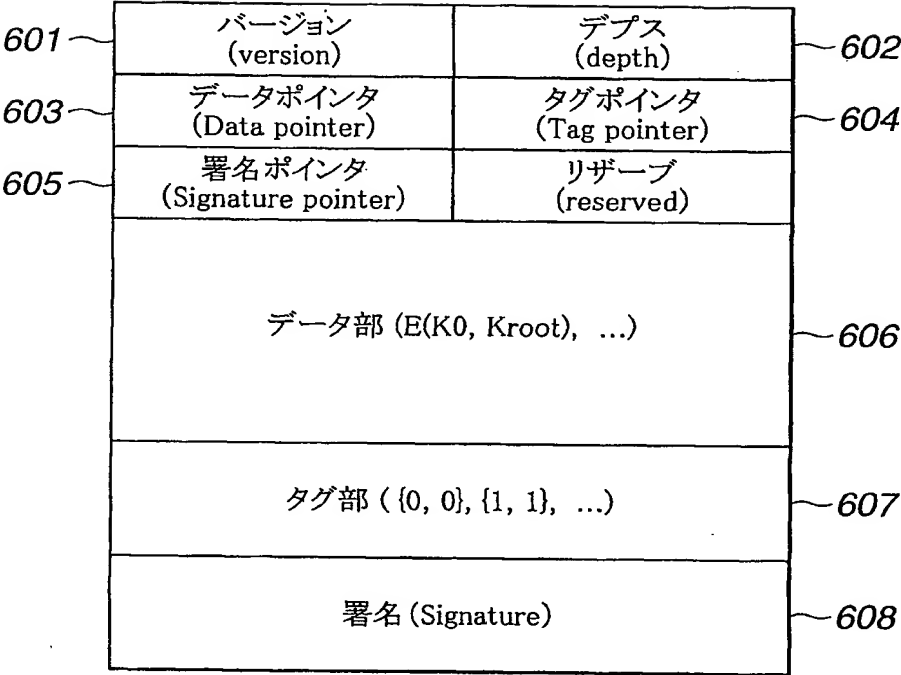 601
バージョン
(version)
デプス
(depth)
602
603
データポインタ
(Data pointer)
タグポインタ
(Tag pointer)
604
605
署名ポインタ
(Signature pointer)
リザーブ
(reserved)
データ部 (E(K0, Kroot), ...)
606
タグ部 ( {0, 0}, {1, 1}, ...)
607
署名 (Signature)
608